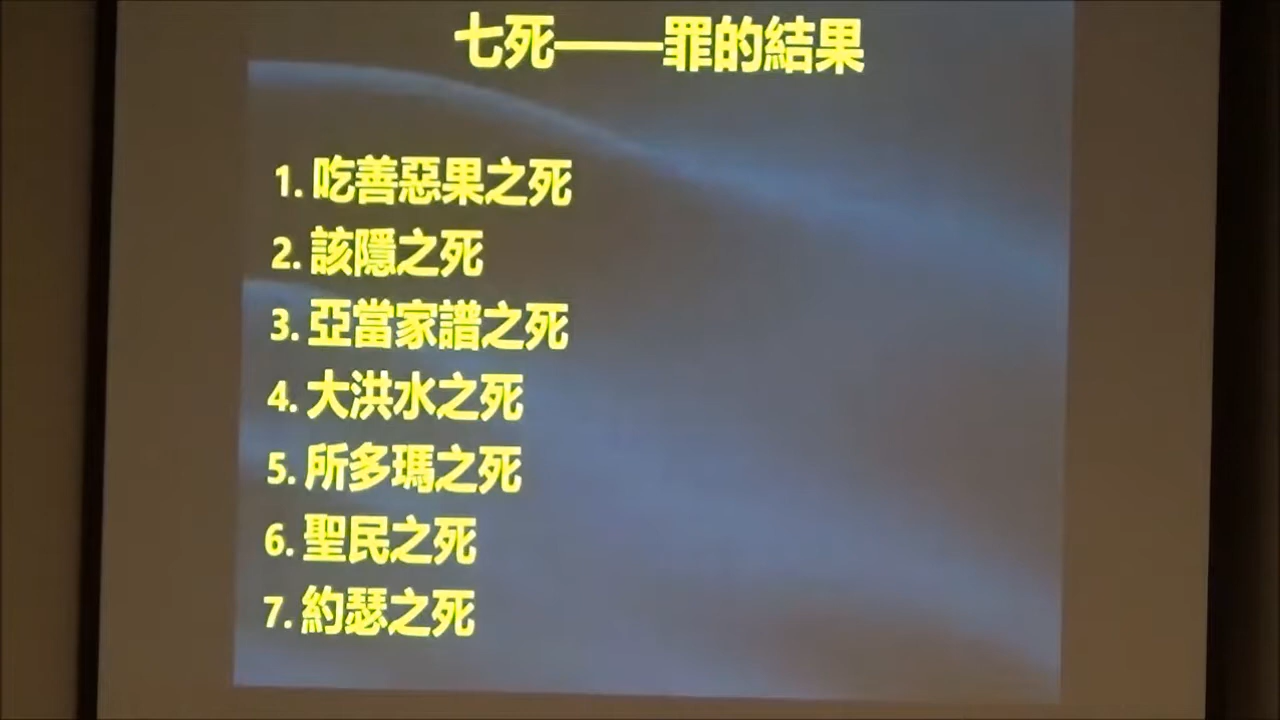 七死——罪的結果
1. 吃善惡果之死
2. 該隱之死
3. 亞當家譜之死
4. 大洪水之死
5. 所多瑪之死
6. 聖民之死
7. 約瑟之死